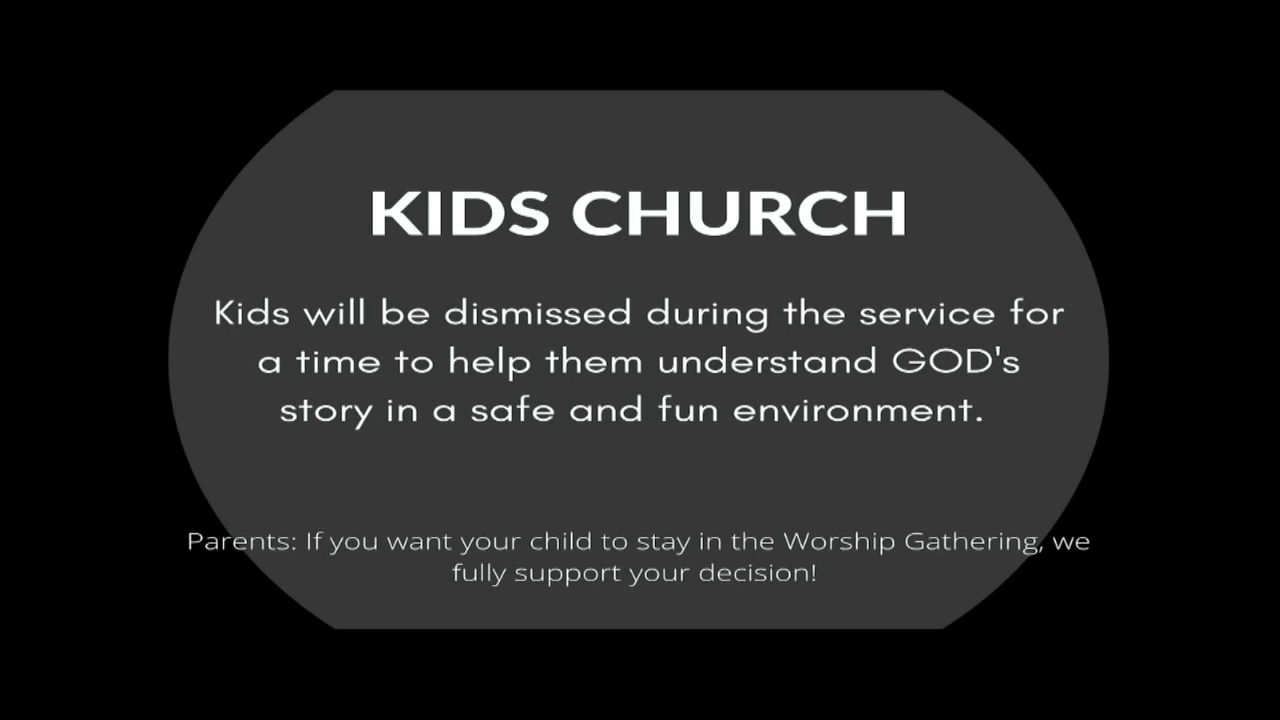 KIDS CHURCH
Kids will be dismissed during the service for
a time to help them understand GOD's
story in a safe and fun environment.
Parents: If you want your child to stay in the Worship Gathering, we
fully support your decision!